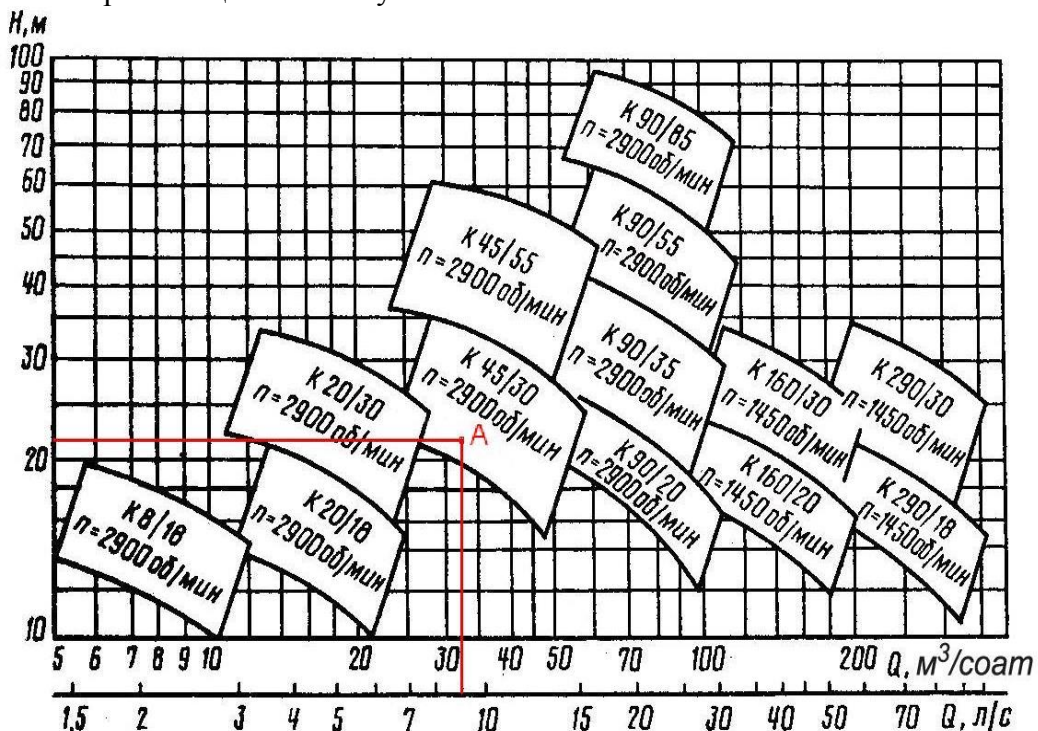 H,м
100
90
80
70
60
50
40
30
20
10
К 90/85
n=2900об/мин
К 90/55
n=2900об/мин
К 45/55
n=2900об/мин
К 90/35
n=2900об/мин
К 45/30
n=2900об/мин
К 20/30
n=2900об/мин
К 160/30
n=1450об/мин
К 290/30
n=1450об/мин
A
К 8/18
n=2900об/мин
К 20/18
n=2900об/мин
К 90/20
n=2900об/мин
К 160/20
n=1450об/мин
К 290/18
n=1450об/мин
5 6 7 8 9 10 20 30 40 50 70 100 200 Q, м³/соат
1,5 2 3 4 5 7 10 15 20 30 40 50 70 Q, л/с